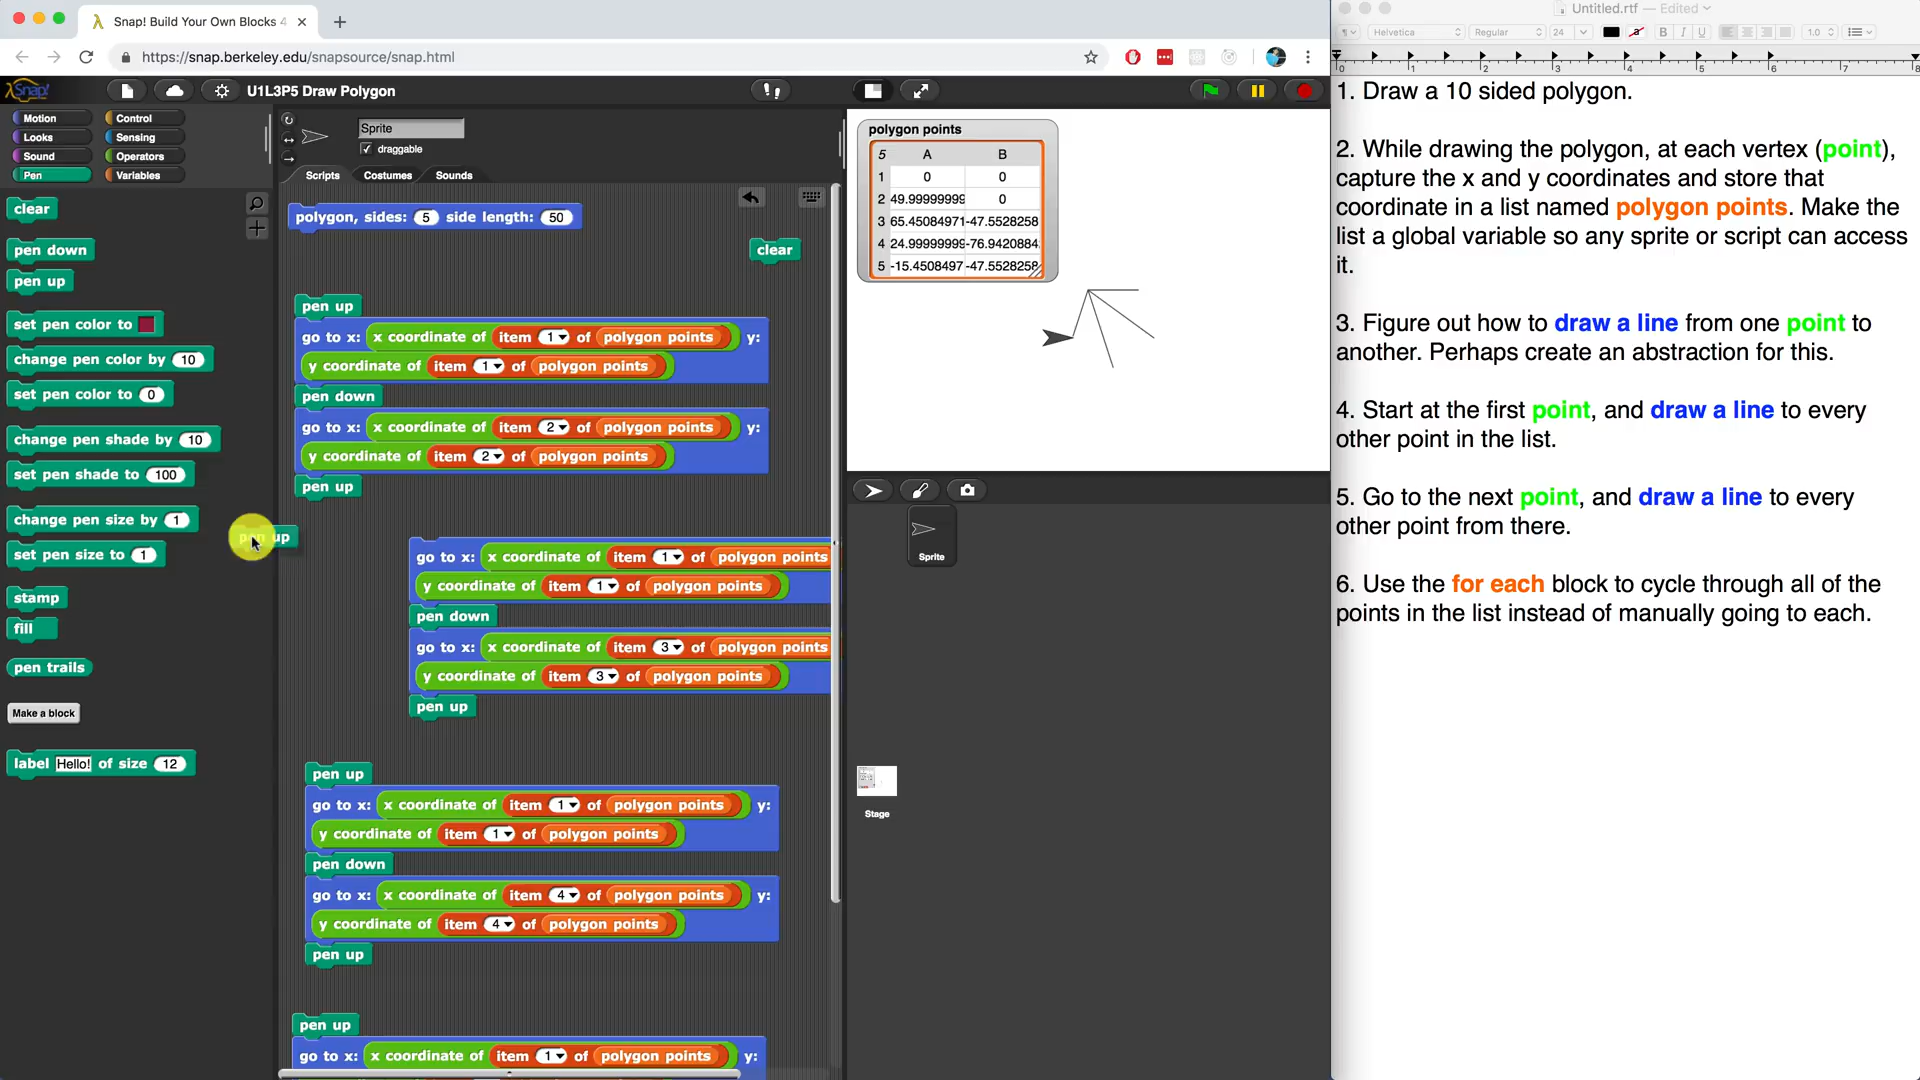 Snap! Build Your Own Blocks 4
https://snap.berkeley.edu/snapsource/snap.html
Snap!
U1L3P5 Draw Polygon
Motion
Control
Looks
Sensing
Sound
Operators
Pen
Variables
clear
pen down
pen up
set pen color to
change pen color by 10
set pen color to 0
change pen shade by 10
set pen shade to 100
change pen size by 1
set pen size to 1
stamp
fill
pen trails
Make a block
label Hello! of size 12
Sprite
draggable
Scripts
Costumes
Sounds
polygon, sides: 5 side length: 50
clear
pen up
go to x: x coordinate of item 1 of polygon points y:
y coordinate of item 1 of polygon points
pen down
go to x: x coordinate of item 2 of polygon points y:
y coordinate of item 2 of polygon points
pen up
pen up
go to x: x coordinate of item 1 of polygon points
y coordinate of item 1 of polygon points
pen down
go to x: x coordinate of item 3 of polygon points
y coordinate of item 3 of polygon points
pen up
pen up
go to x: x coordinate of item 1 of polygon points y:
y coordinate of item 1 of polygon points
pen down
go to x: x coordinate of item 4 of polygon points y:
y coordinate of item 4 of polygon points
pen up
pen up
go to x: x coordinate of item 1 of polygon points y:
polygon points
5 A B
1 0 0
2 49.99999999 0
3 65.45084971 -47.5528258
4 24.99999999 -76.9420884
5 -15.4508497 -47.5528258
Sprite
Stage
Untitled.rtf — Edited
Helvetica
Regular
24
B I U
1.0
0 1 2 3 4 5 6 7 8
1. Draw a 10 sided polygon.
2. While drawing the polygon, at each vertex (point),
capture the x and y coordinates and store that
coordinate in a list named polygon points. Make the
list a global variable so any sprite or script can access
it.
3. Figure out how to draw a line from one point to
another. Perhaps create an abstraction for this.
4. Start at the first point, and draw a line to every
other point in the list.
5. Go to the next point, and draw a line to every
other point from there.
6. Use the for each block to cycle through all of the
points in the list instead of manually going to each.